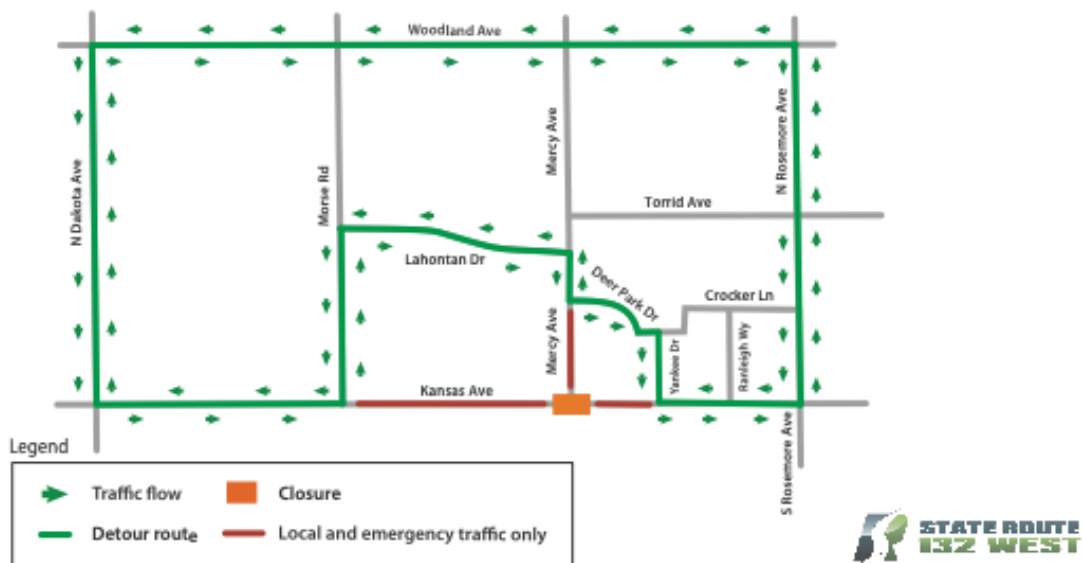 Woodland Ave
N Dakota Ave
Morse Rd
Mercy Ave
N Rosemore Ave
Torrid Ave
Lahontan Dr
Deer Park Dr
Crocker Ln
Mercy Ave
Yankee Dr
Ranleigh Wy
Kansas Ave
S Rosemore Ave
Legend
Traffic flow
Closure
Detour route
Local and emergency traffic only
STATE ROUTE
132 WEST